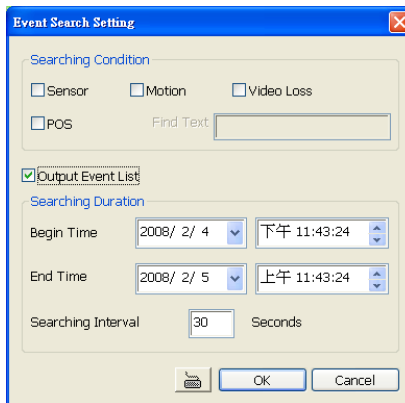 Event Search Setting
Searching Condition
Sensor Motion Video Loss
POS Find Text
Output Event List
Searching Duration
Begin Time 2008/ 2/ 4 下午 11:43:24
End Time 2008/ 2/ 5 上午 11:43:24
Searching Interval 30 Seconds
OK Cancel